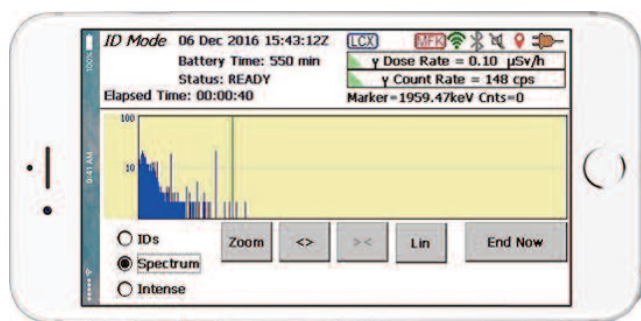 ID Mode 06 Dec 2016 15:43:12Z LCX MFK
Battery Time: 550 min
γ Dose Rate = 0.10 µSv/h
Status: READY
γ Count Rate = 148 cps
Elapsed Time: 00:00:40
Marker=1959.47keV Cnts=0
100%
9:41 AM
100
10
IDs
Spectrum
Intense
Zoom
<>
><
Lin
End Now